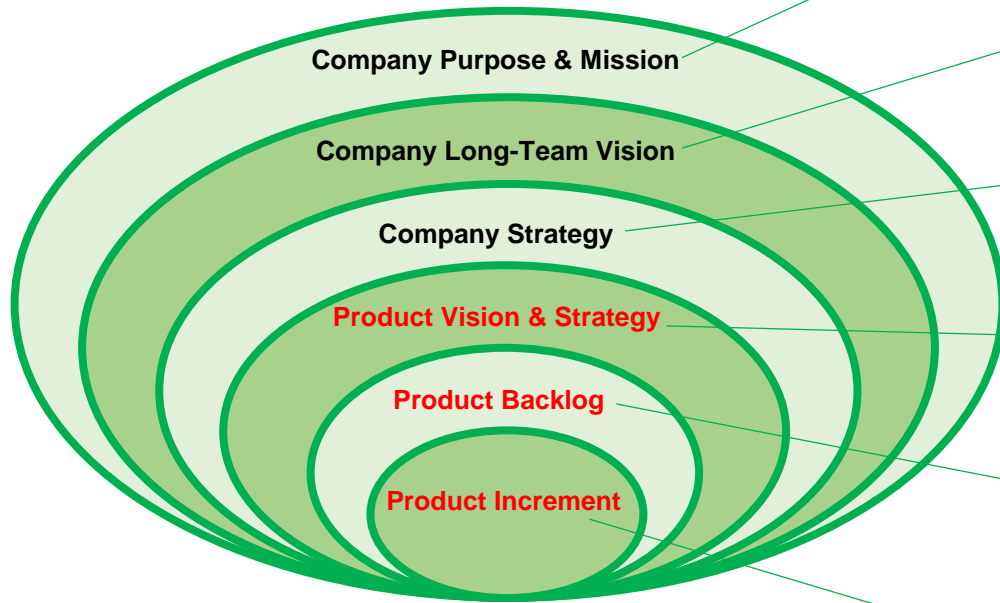 Company Purpose & Mission
Company Long-Team Vision
Company Strategy
Product Vision & Strategy
Product Backlog
Product Increment